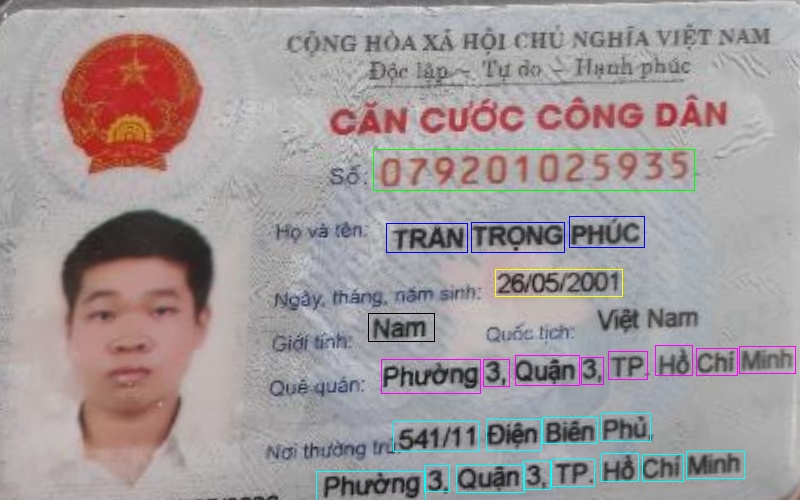 CỘNG HÒA XÃ HỘI CHỦ NGHĨA VIỆT NAM
Độc lập - Tự do - Hạnh phúc
CĂN CƯỚC CÔNG DÂN
Số: 079201025935
Họ và tên: TRẦN TRỌNG PHÚC
Ngày, tháng, năm sinh: 26/05/2001
Giới tính: Nam Quốc tịch: Việt Nam
Quê quán: Phường 3, Quận 3, TP. Hồ Chí Minh
Nơi thường trú: 541/11 Điện Biên Phủ,
Phường 3, Quận 3, TP. Hồ Chí Minh